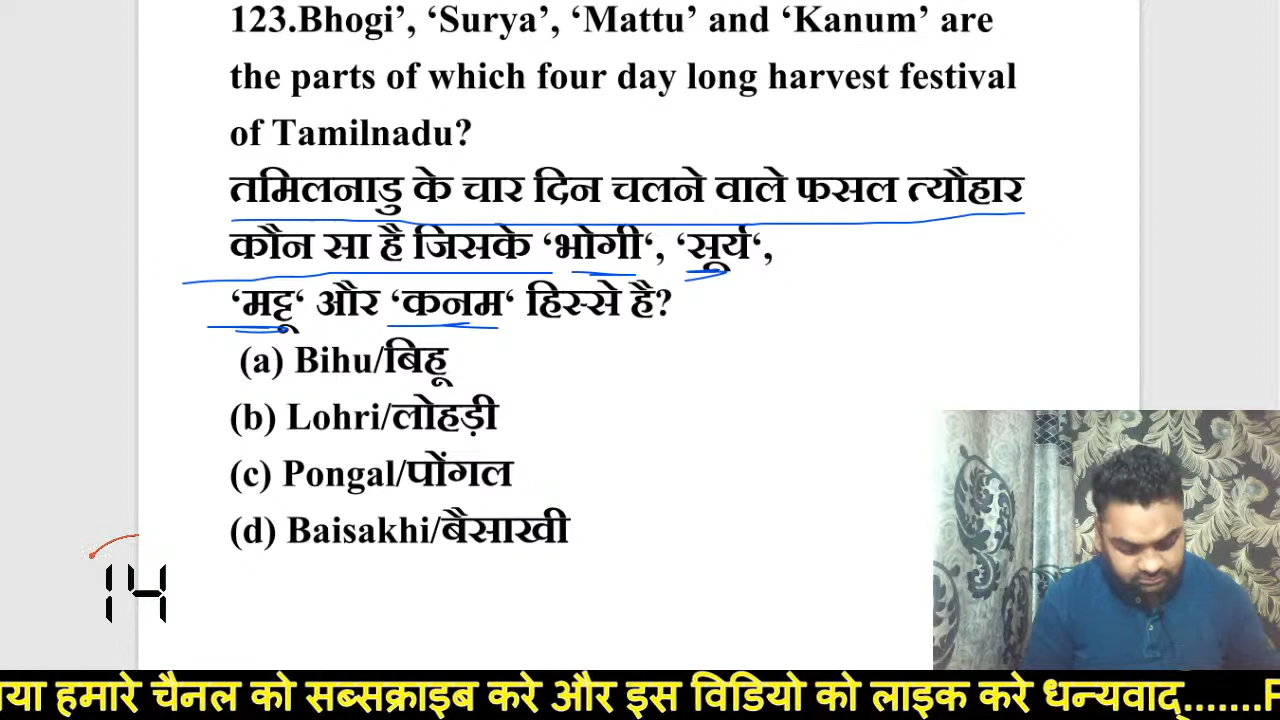 123.Bhogi’, ‘Surya’, ‘Mattu’ and ‘Kanum’ are
the parts of which four day long harvest festival
of Tamilnadu?
तमिलनाडु के चार दिन चलने वाले फसल त्यौहार
कौन सा है जिसके ‘भोगी‘, ‘सूर्य‘,
‘मट्टू‘ और ‘कनम‘ हिस्से है?
(a) Bihu/बिहू
(b) Lohri/लोहड़ी
(c) Pongal/पोंगल
(d) Baisakhi/बैसाखी
14
हमारे चैनल को सब्सक्राइब करे और इस विडियो को लाइक करे धन्यवाद्.......